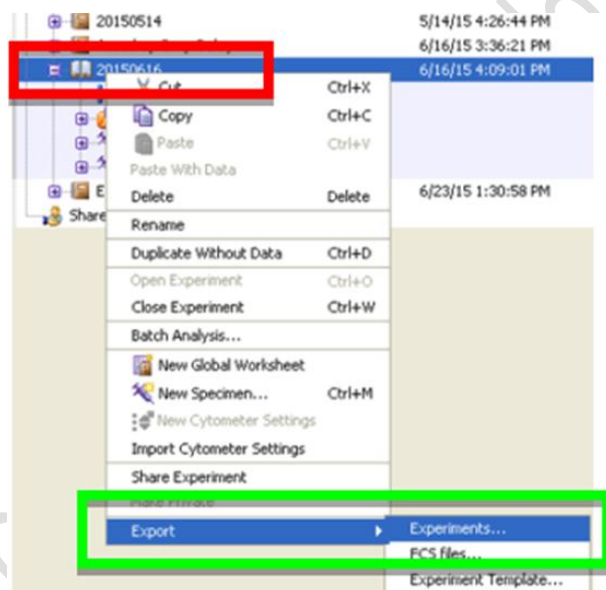 20150514 5/14/15 4:26:44 PM
6/16/15 3:36:21 PM
20150616 6/16/15 4:09:01 PM
Cut Ctrl+X
Copy Ctrl+C
Paste Ctrl+V
Paste With Data
E 6/23/15 1:30:58 PM
Delete Delete
Share
Rename
Duplicate Without Data Ctrl+D
Open Experiment Ctrl+O
Close Experiment Ctrl+W
Batch Analysis...
New Global Worksheet
New Specimen... Ctrl+M
New Cytometer Settings
Import Cytometer Settings
Share Experiment
Make Private
Export Experiments...
FCS files...
Experiment Template...